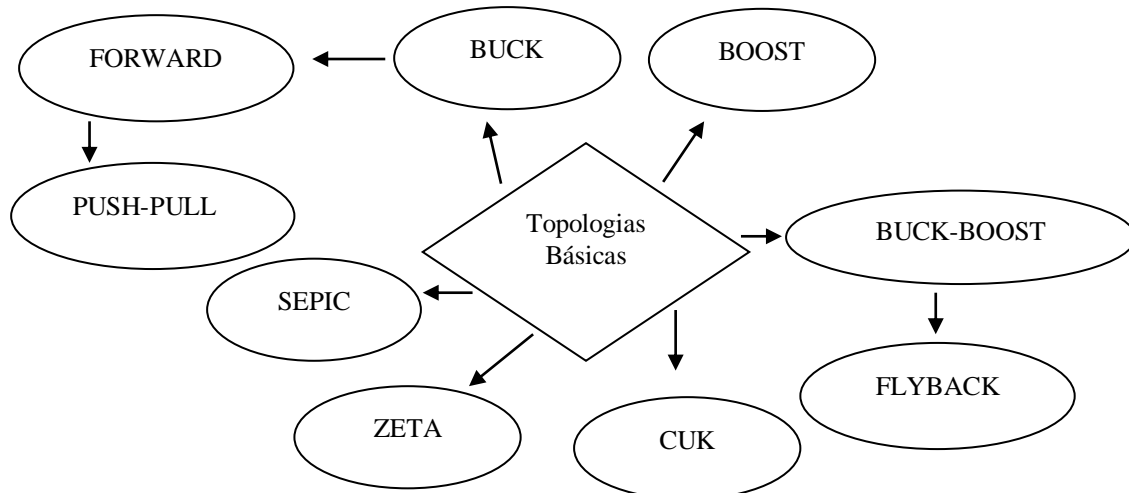 FORWARD
BUCK
BOOST
PUSH-PULL
Topologias
Básicas
BUCK-BOOST
SEPIC
ZETA
CUK
FLYBACK